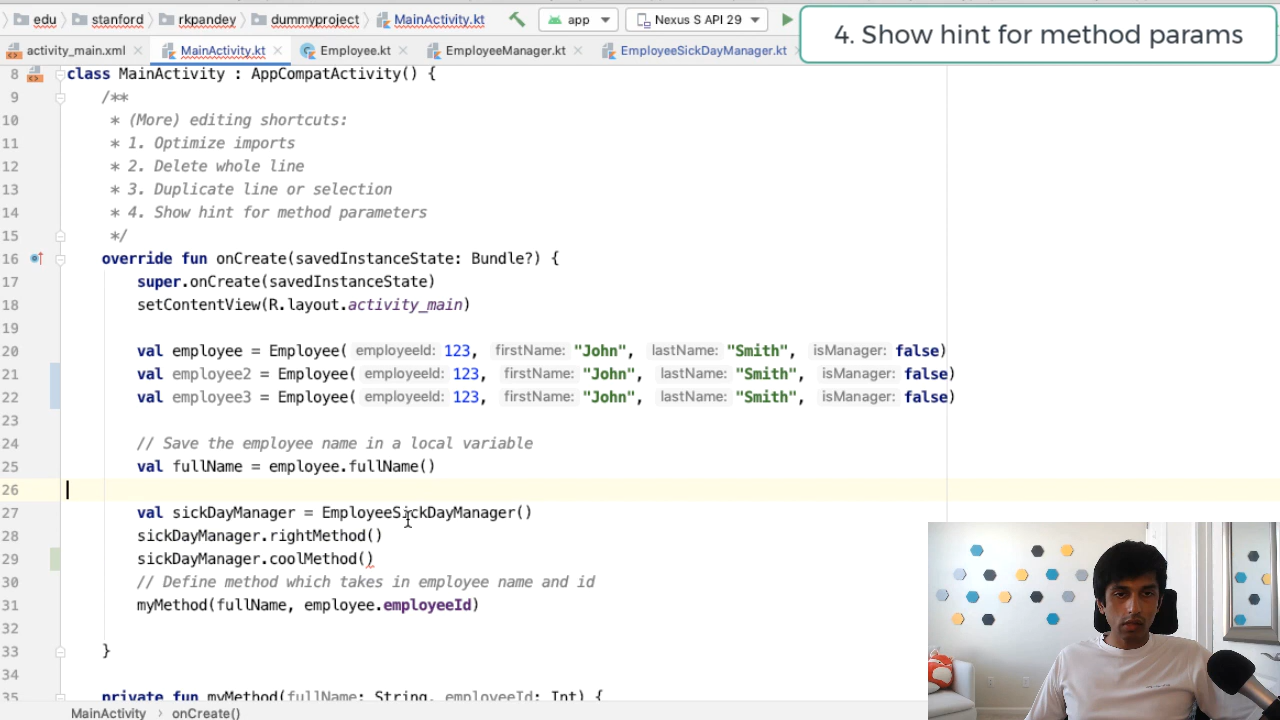 edu stanford rkpandey dummyproject MainActivity.kt app Nexus S API 29
4. Show hint for method params
activity_main.xml MainActivity.kt Employee.kt EmployeeManager.kt EmployeeSickDayManager.kt
8 class MainActivity : AppCompatActivity() {
9 /**
10 * (More) editing shortcuts:
11 * 1. Optimize imports
12 * 2. Delete whole line
13 * 3. Duplicate line or selection
14 * 4. Show hint for method parameters
15 */
16 override fun onCreate(savedInstanceState: Bundle?) {
17 super.onCreate(savedInstanceState)
18 setContentView(R.layout.activity_main)
19
20 val employee = Employee( employeeId: 123, firstName: "John", lastName: "Smith", isManager: false)
21 val employee2 = Employee( employeeId: 123, firstName: "John", lastName: "Smith", isManager: false)
22 val employee3 = Employee( employeeId: 123, firstName: "John", lastName: "Smith", isManager: false)
23
24 // Save the employee name in a local variable
25 val fullName = employee.fullName()
26
27 val sickDayManager = EmployeeSickDayManager()
28 sickDayManager.rightMethod()
29 sickDayManager.coolMethod()
30 // Define method which takes in employee name and id
31 myMethod(fullName, employee.employeeId)
32
33 }
34
35 private fun myMethod(fullName: String, employeeId: Int) {
MainActivity › onCreate()